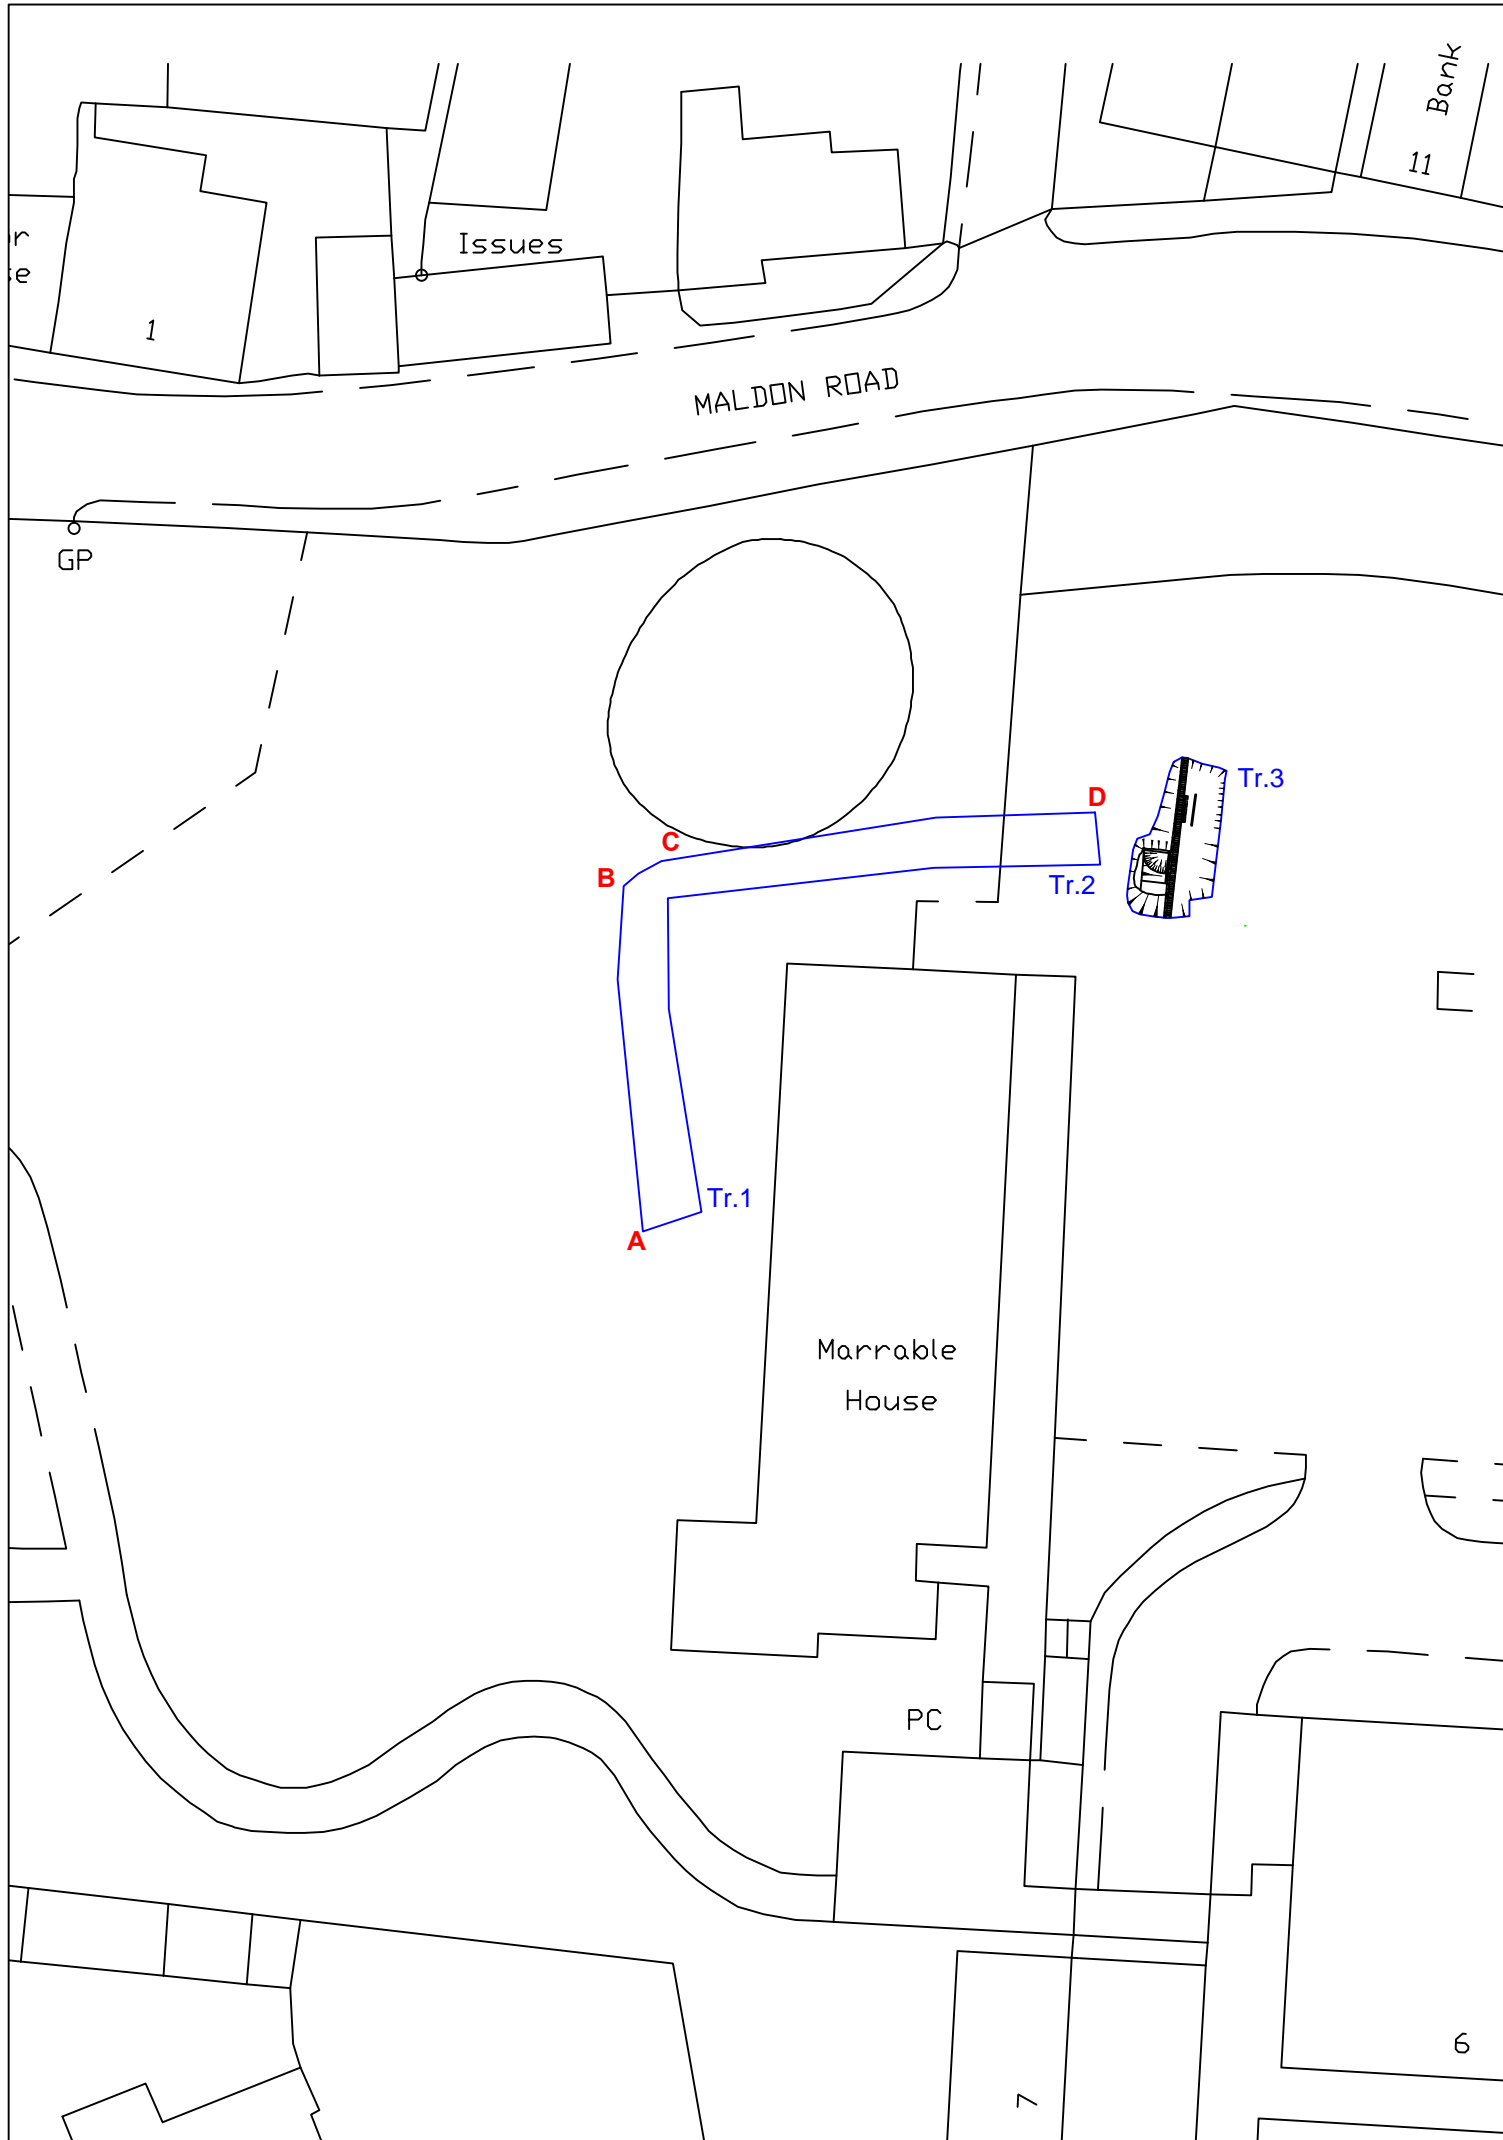 Bank
11
Issues
1
MALDON ROAD
GP
Tr.3
D
C
B
Tr.2
Tr.1
A
Marrable
House
PC
6
7